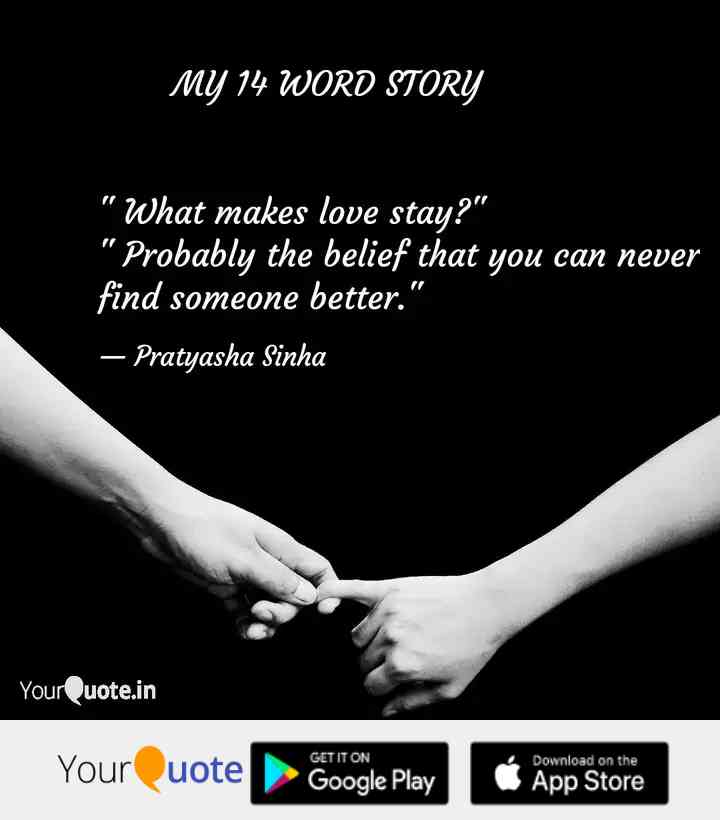 MY 14 WORD STORY
" What makes love stay?"
" Probably the belief that you can never
find someone better."
— Pratyasha Sinha
YourQuote.in
YourQuote
GET IT ON
Google Play
Download on the
App Store